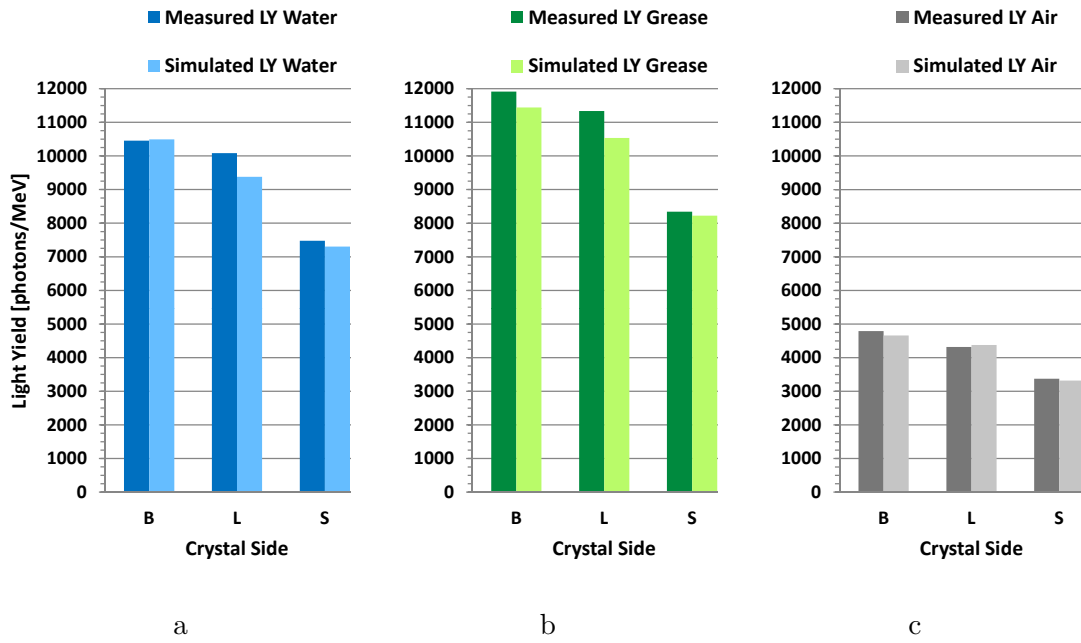 Measured LY Water
Simulated LY Water
Light Yield [photons/MeV]
12000
11000
10000
9000
8000
7000
6000
5000
4000
3000
2000
1000
0
B L S
Crystal Side
a
Measured LY Grease
Simulated LY Grease
12000
11000
10000
9000
8000
7000
6000
5000
4000
3000
2000
1000
0
B L S
Crystal Side
b
Measured LY Air
Simulated LY Air
12000
11000
10000
9000
8000
7000
6000
5000
4000
3000
2000
1000
0
B L S
Crystal Side
c